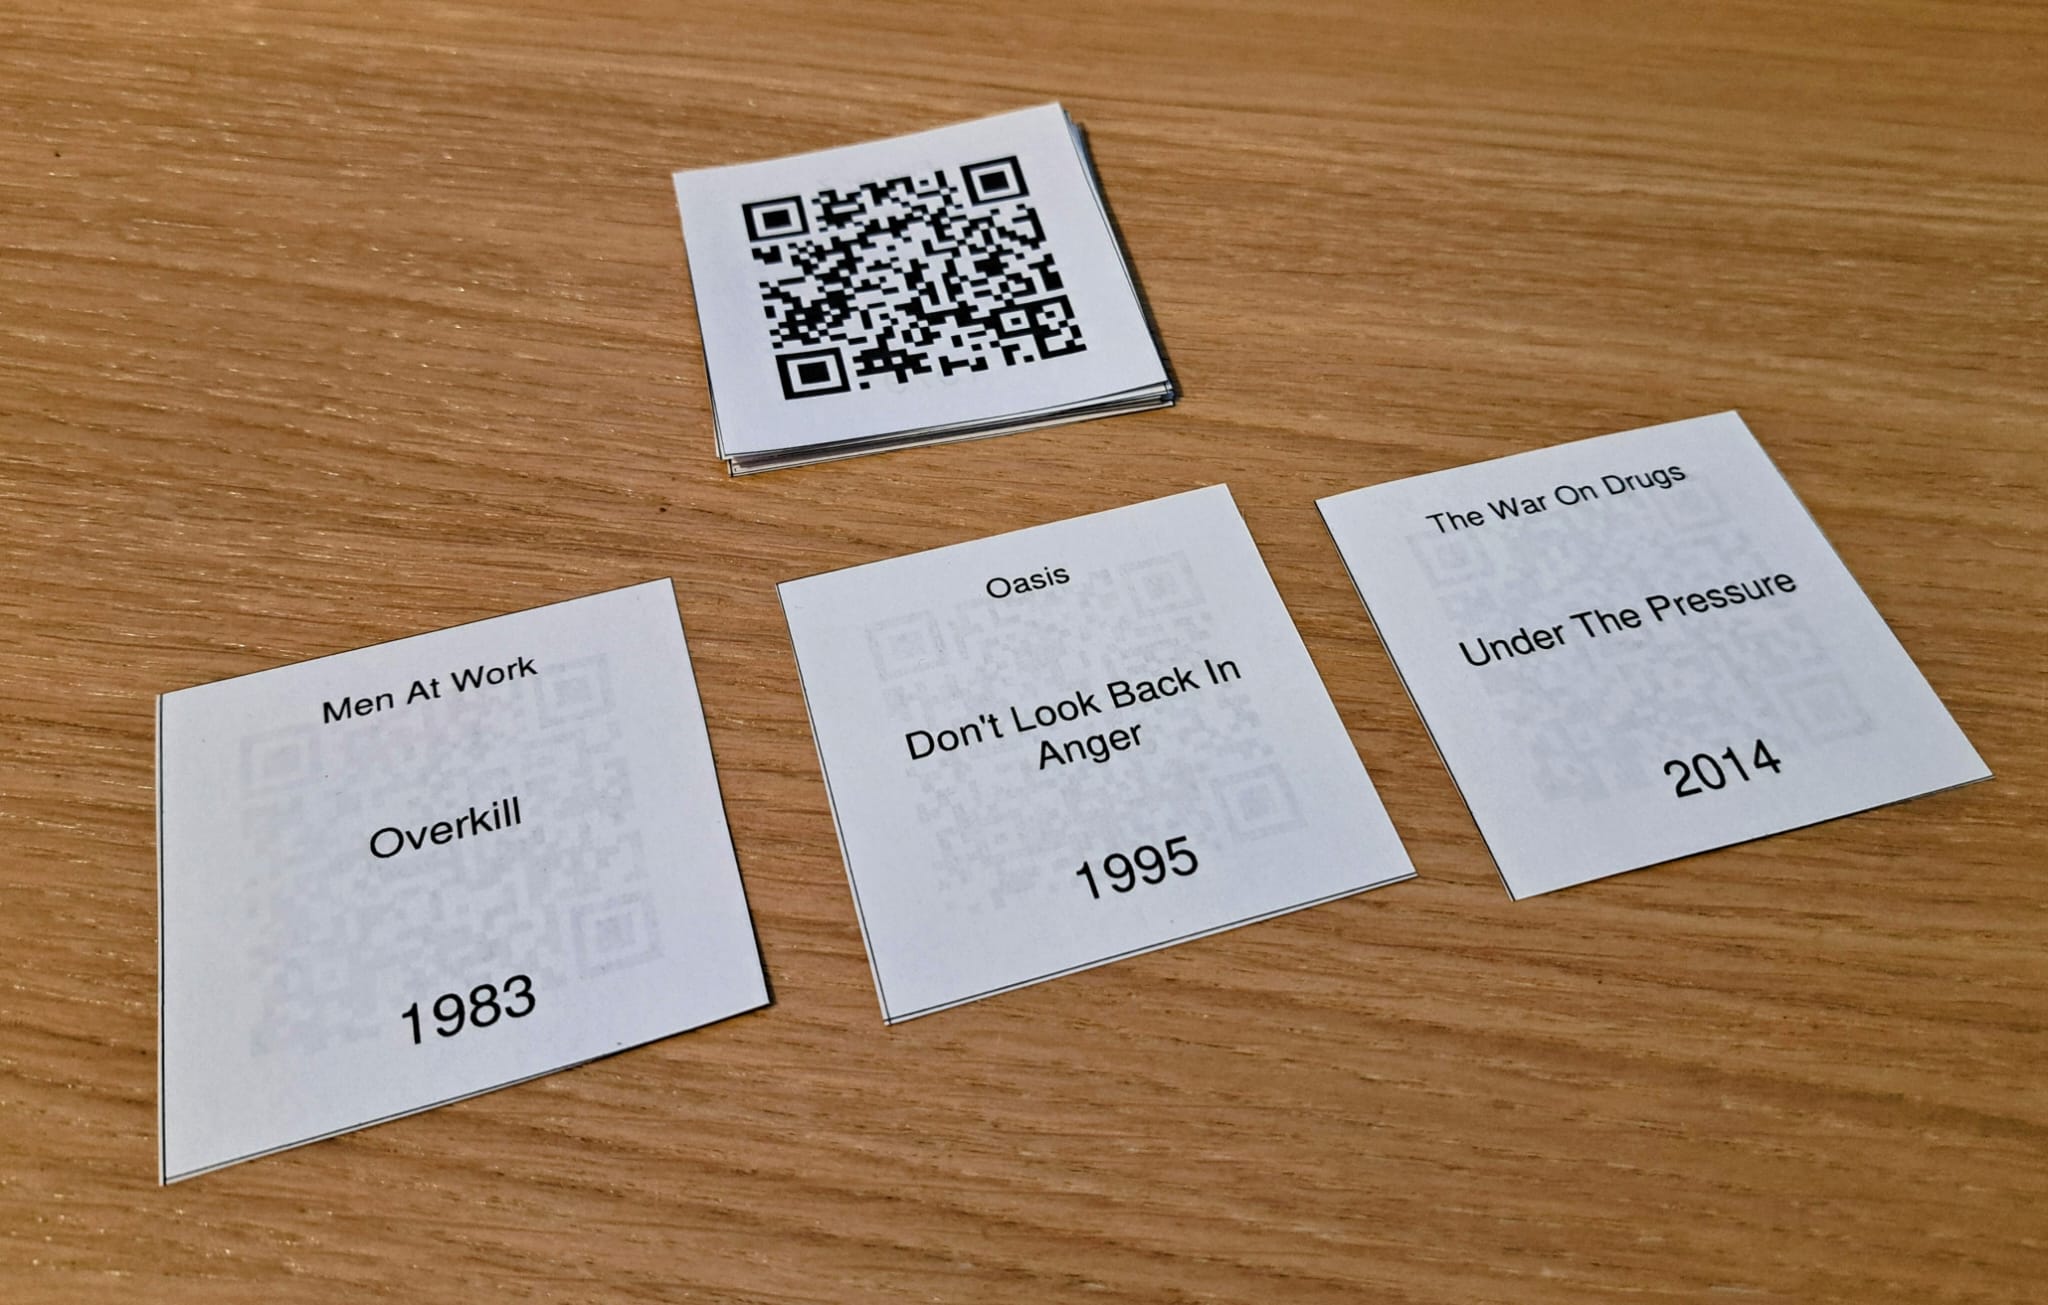 Men At Work
Overkill
1983
Oasis
Don't Look Back In
Anger
1995
The War On Drugs
Under The Pressure
2014